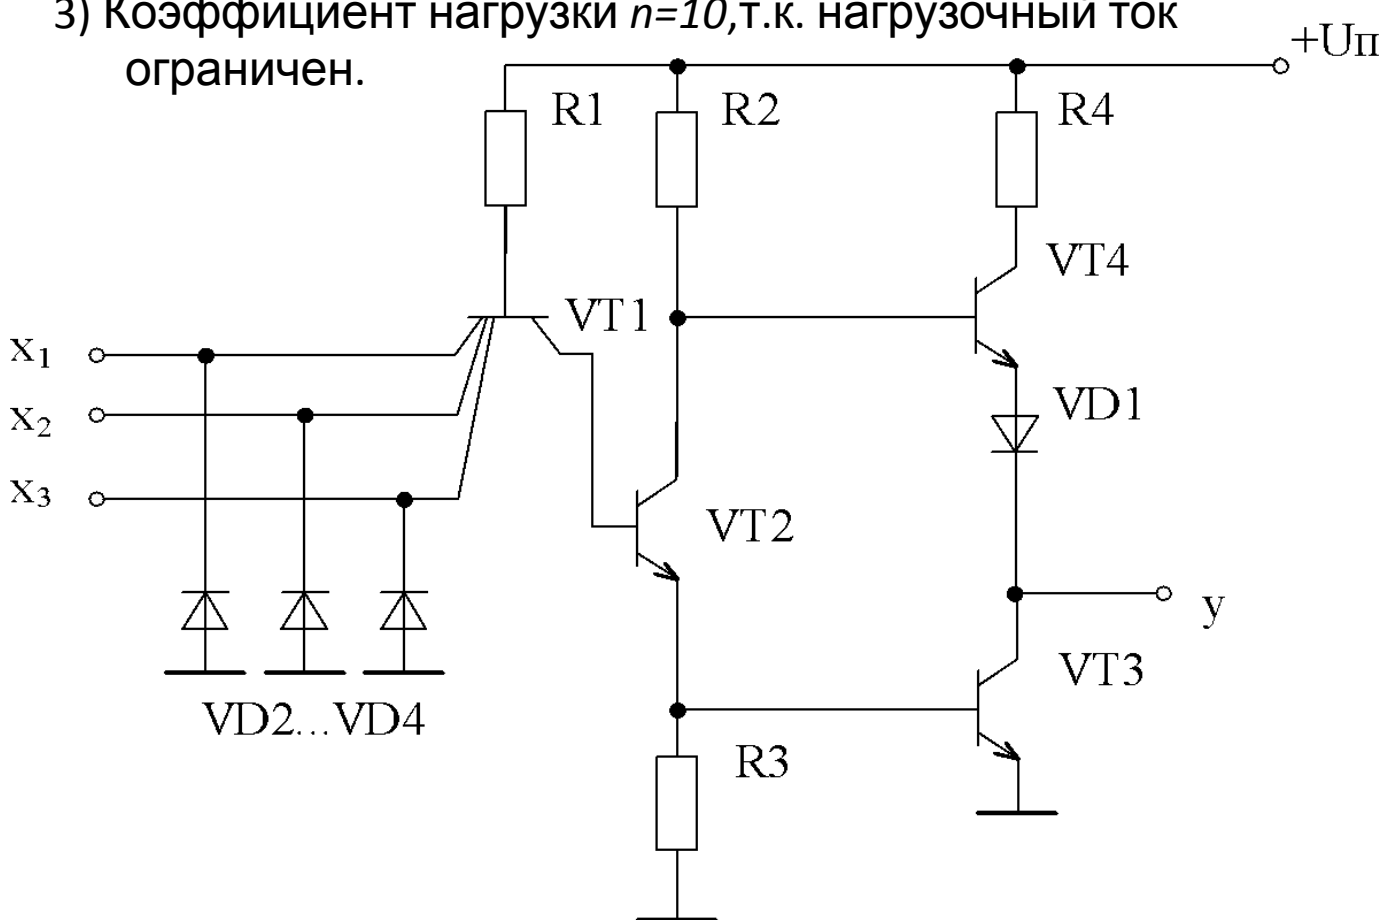 3) Коэффициент нагрузки n=10,т.к. нагрузочный ток
ограничен.
+Uп
R1
R2
R4
VT4
VT1
x1
VD1
x2
x3
VT2
y
VT3
VD2...VD4
R3